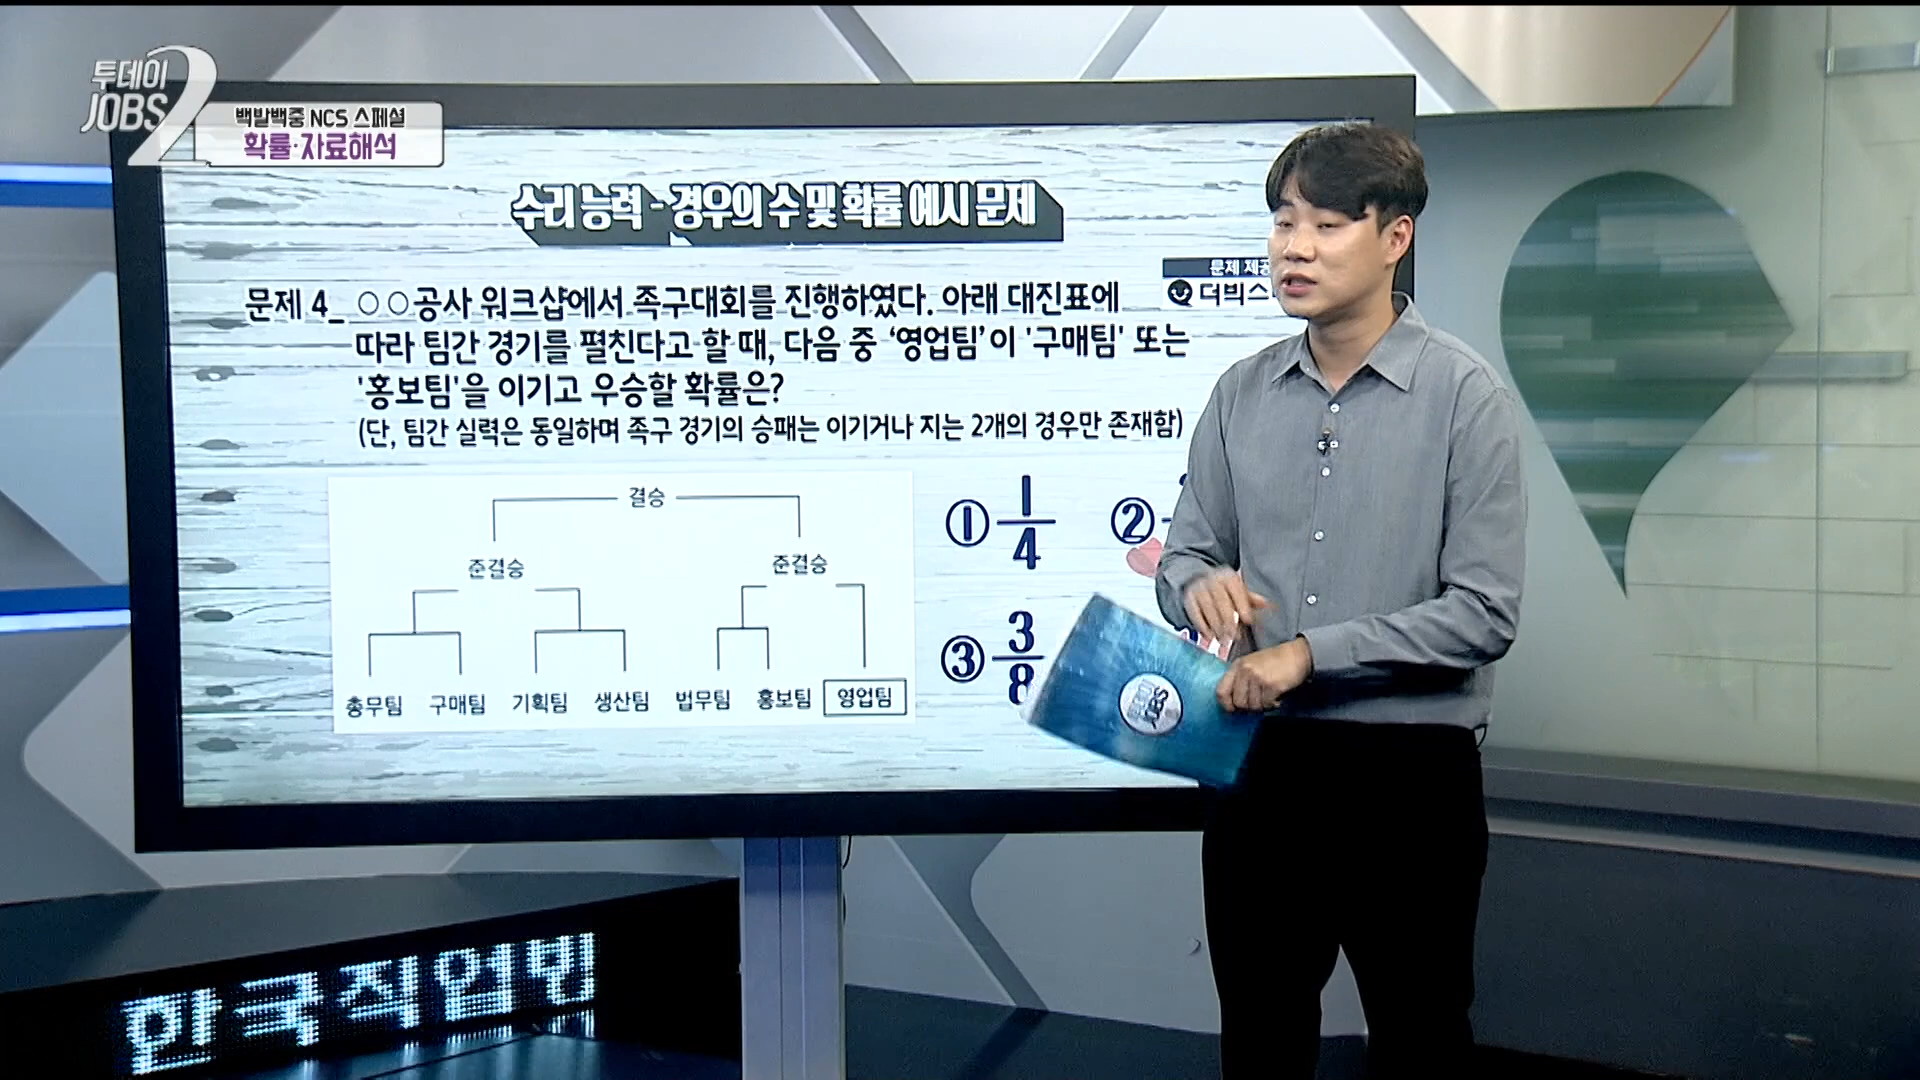 투데이
JOBS 2
백발백중 NCS 스페셜
확률·자료해석
수리능력 - 경우의 수 및 확률 예시 문제
문제 제공
더빅스
문제 4_ ○○공사 워크샵에서 족구대회를 진행하였다. 아래 대진표에
따라 팀간 경기를 펼친다고 할 때, 다음 중 '영업팀'이 '구매팀' 또는
'홍보팀'을 이기고 우승할 확률은?
(단, 팀간 실력은 동일하며 족구 경기의 승패는 이기거나 지는 2개의 경우만 존재함)
결승
준결승 준결승
총무팀 구매팀 기획팀 생산팀 법무팀 홍보팀 영업팀
① 1/4 ②
③ 3/8
JOBS
한국직업방